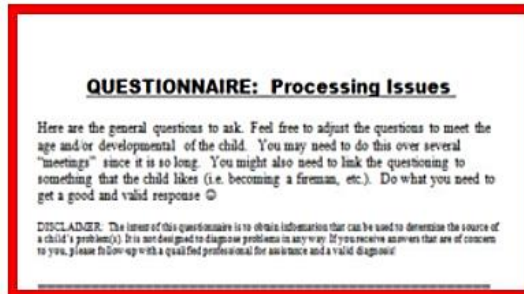 QUESTIONNAIRE: Processing Issues
Here are the general questions to ask. Feel free to adjust the questions to meet the
age and/or developmental of the child. You may need to do this over several
"meetings" since it is so long. You might also need to link the questioning to
something that the child likes (i.e. becoming a fireman, etc.). Do what you need to
get a good and valid response ☺
DISCLAIMER: The intent of this questionnaire is to obtain information that can be used to determine the source of
a child's problem(s). It is not designed to diagnose problems in any way. If you receive answers that are of concern
to you, please follow-up with a qualified professional for assistance and a valid diagnosis!